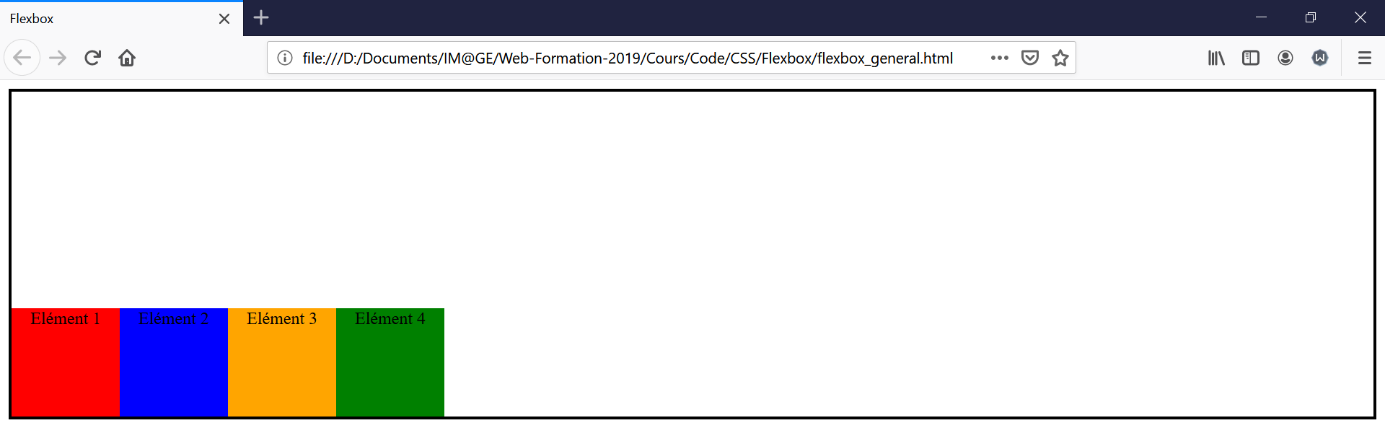 Flexbox
file:///D:/Documents/IM@GE/Web-Formation-2019/Cours/Code/CSS/Flexbox/flexbox_general.html
Elément 1 Elément 2 Elément 3 Elément 4